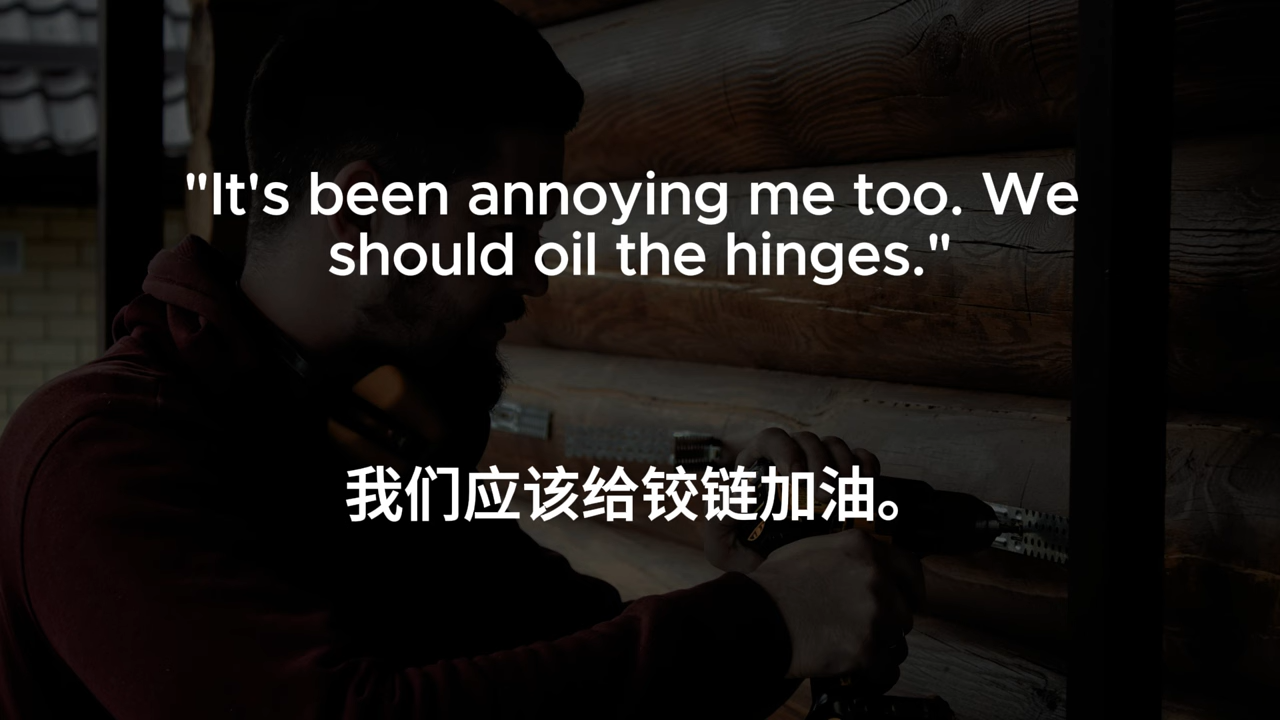 "It's been annoying me too. We
should oil the hinges."
我们应该给铰链加油。